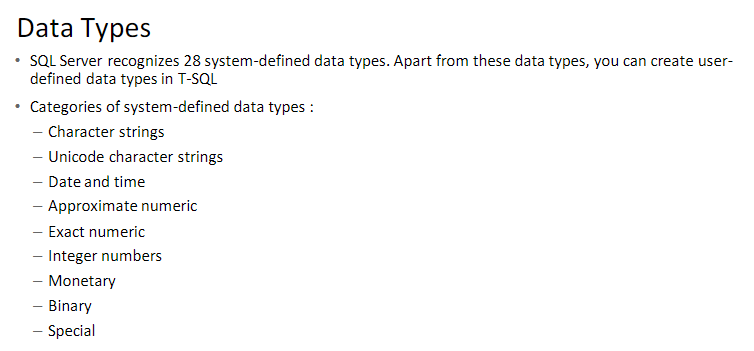 Data Types
• SQL Server recognizes 28 system-defined data types. Apart from these data types, you can create user-
defined data types in T-SQL
• Categories of system-defined data types :
– Character strings
– Unicode character strings
– Date and time
– Approximate numeric
– Exact numeric
– Integer numbers
– Monetary
– Binary
– Special